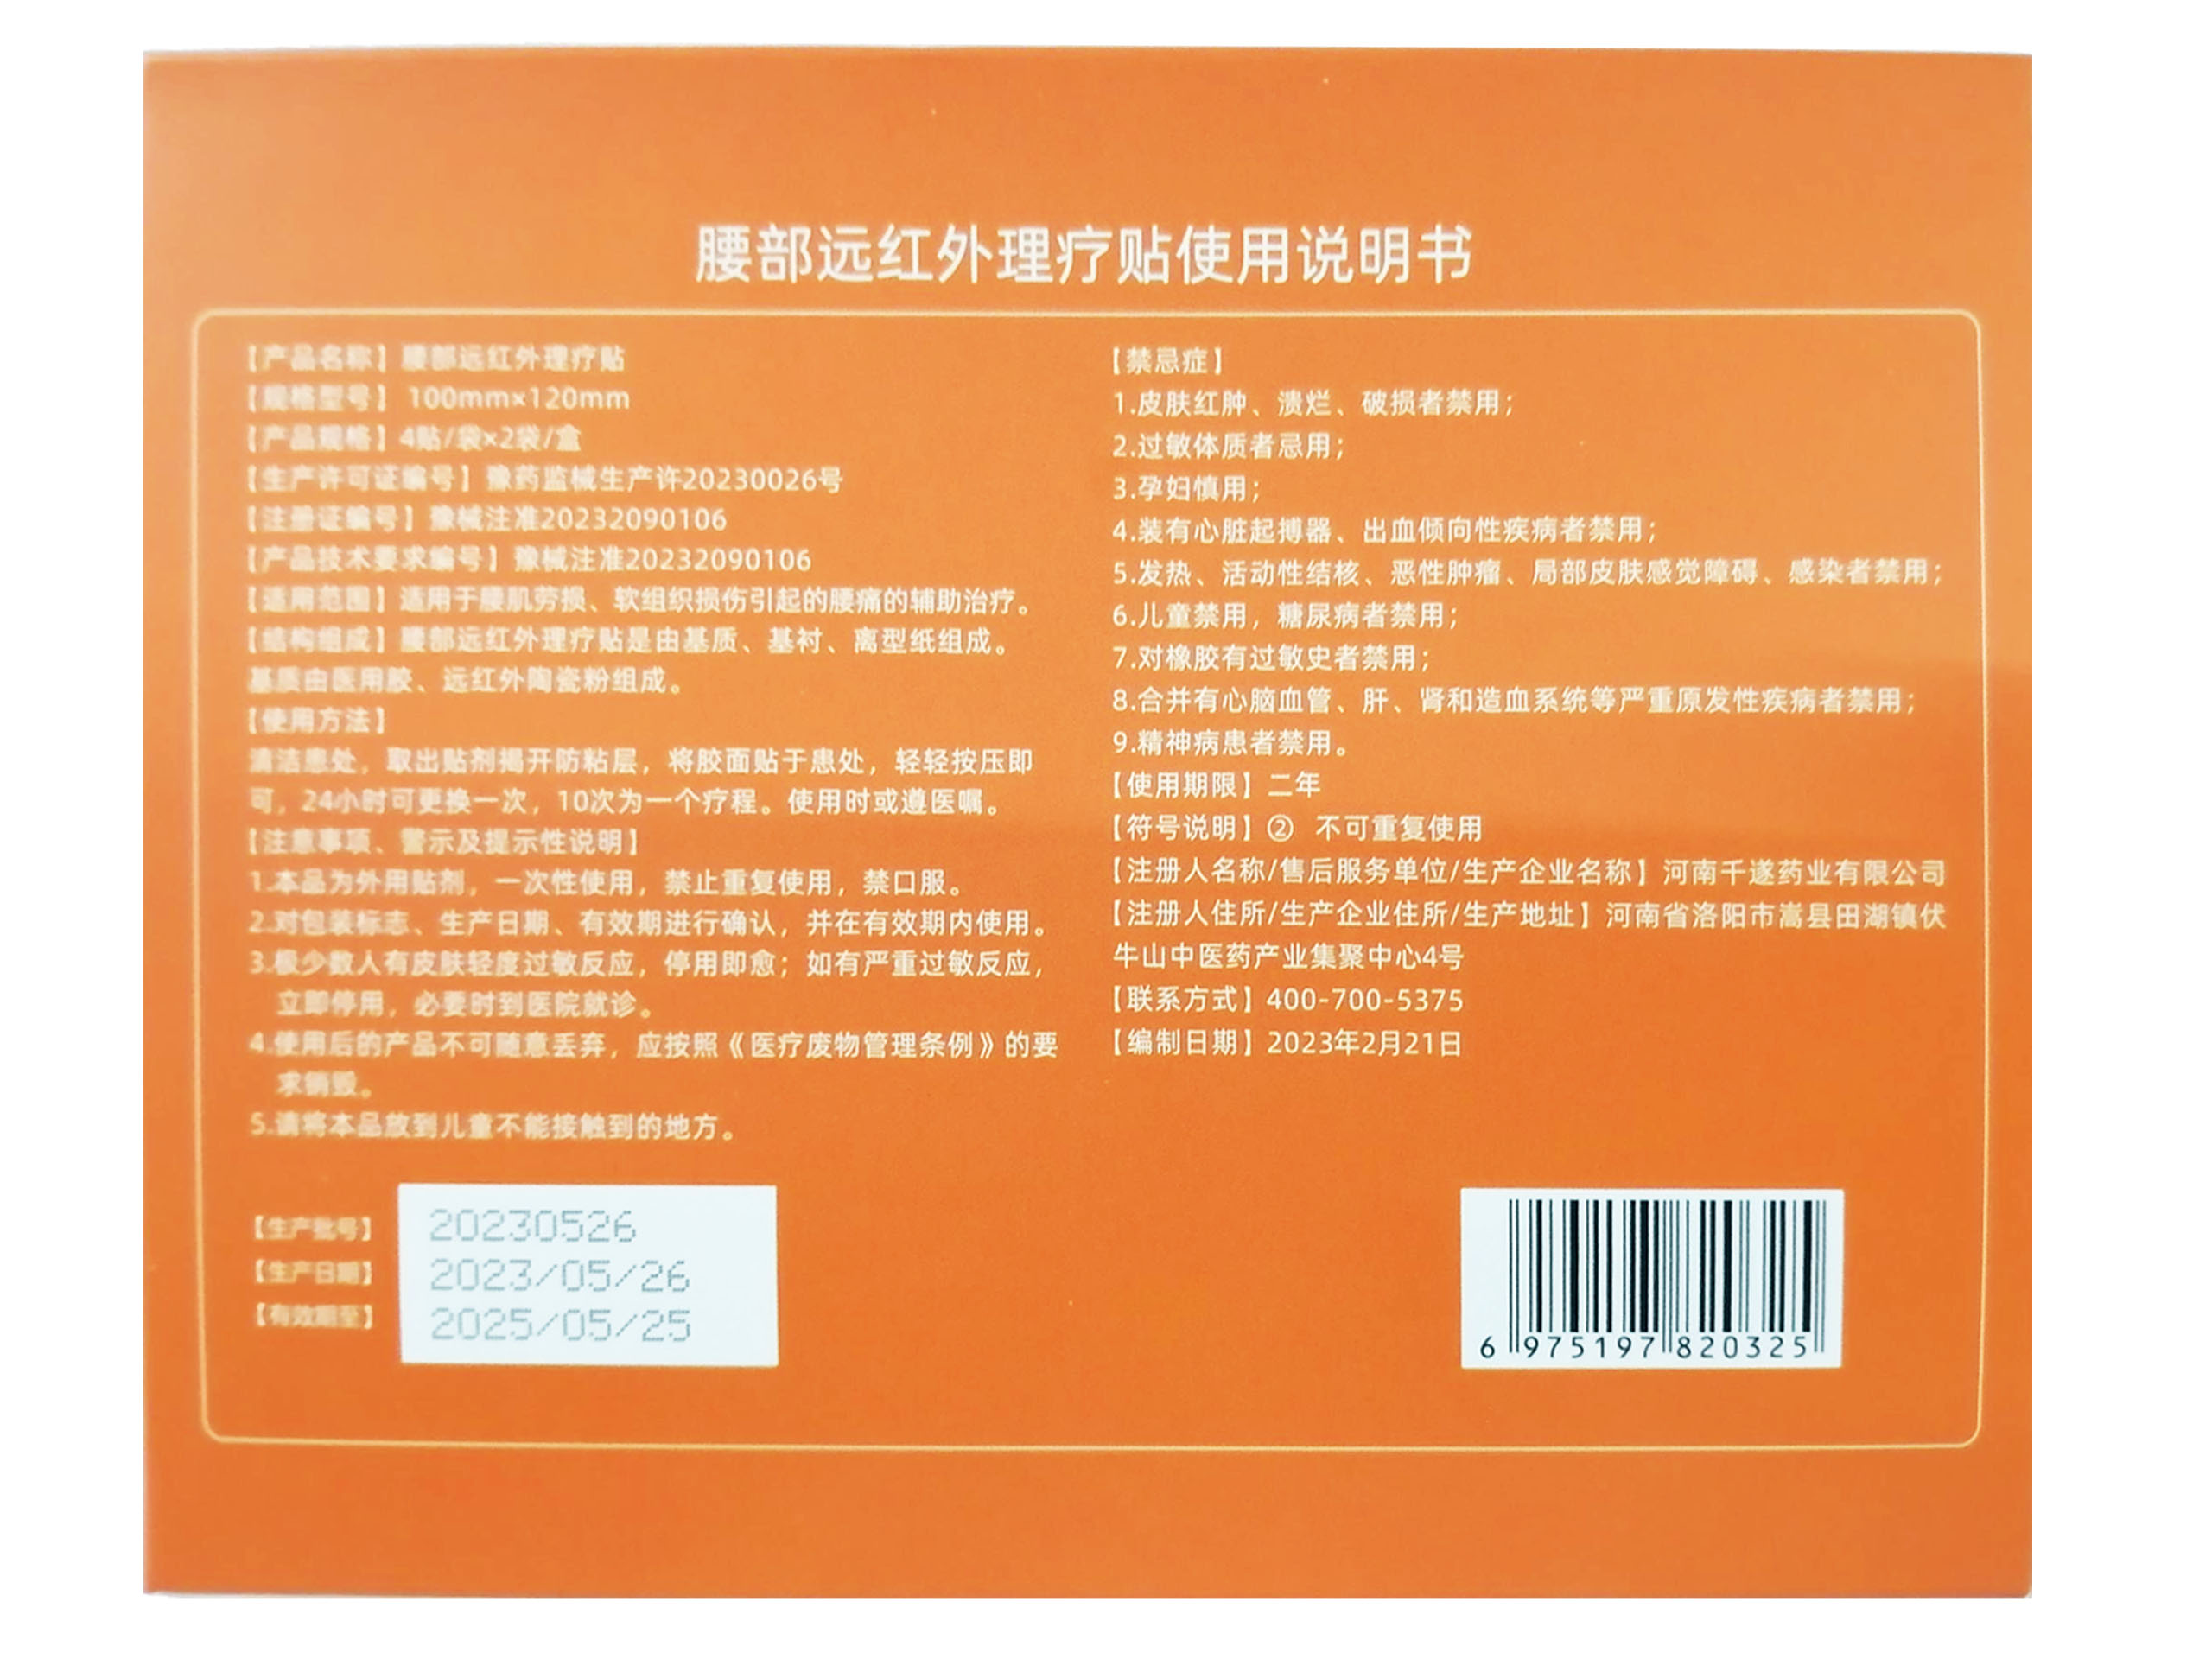 腰部远红外理疗贴使用说明书
【产品名称】腰部远红外理疗贴
【规格型号】100mm×120mm
【产品规格】4贴/袋×2袋/盒
【生产许可证编号】豫药监械生产许20230026号
【注册证编号】豫械注准20232090106
【产品技术要求编号】豫械注准20232090106
【适用范围】适用于腰肌劳损、软组织损伤引起的腰痛的辅助治疗。
【结构组成】腰部远红外理疗贴是由基质、基衬、离型纸组成。
基质由医用胶、远红外陶瓷粉组成。
【使用方法】
清洁患处，取出贴剂揭开防粘层，将胶面贴于患处，轻轻按压即
可，24小时可更换一次，10次为一个疗程。使用时或遵医嘱。
【注意事项、警示及提示性说明】
1.本品为外用贴剂，一次性使用，禁止重复使用，禁口服。
2.对包装标志、生产日期、有效期进行确认，并在有效期内使用。
3.极少数人有皮肤轻度过敏反应，停用即愈；如有严重过敏反应，
立即停用，必要时到医院就诊。
4.使用后的产品不可随意丢弃，应按照《医疗废物管理条例》的要
求销毁。
5.请将本品放到儿童不能接触到的地方。
【生产批号】20230526
【生产日期】2023/05/26
【有效期至】2025/05/25
【禁忌症】
1.皮肤红肿、溃烂、破损者禁用；
2.过敏体质者忌用；
3.孕妇慎用；
4.装有心脏起搏器、出血倾向性疾病者禁用；
5.发热、活动性结核、恶性肿瘤、局部皮肤感觉障碍、感染者禁用；
6.儿童禁用，糖尿病者禁用；
7.对橡胶有过敏史者禁用；
8.合并有心脑血管、肝、肾和造血系统等严重原发性疾病者禁用；
9.精神病患者禁用。
【使用期限】二年
【符号说明】② 不可重复使用
【注册人名称/售后服务单位/生产企业名称】河南千遂药业有限公司
【注册人住所/生产企业住所/生产地址】河南省洛阳市嵩县田湖镇伏
牛山中医药产业集聚中心4号
【联系方式】400-700-5375
【编制日期】2023年2月21日
6 975197 820325